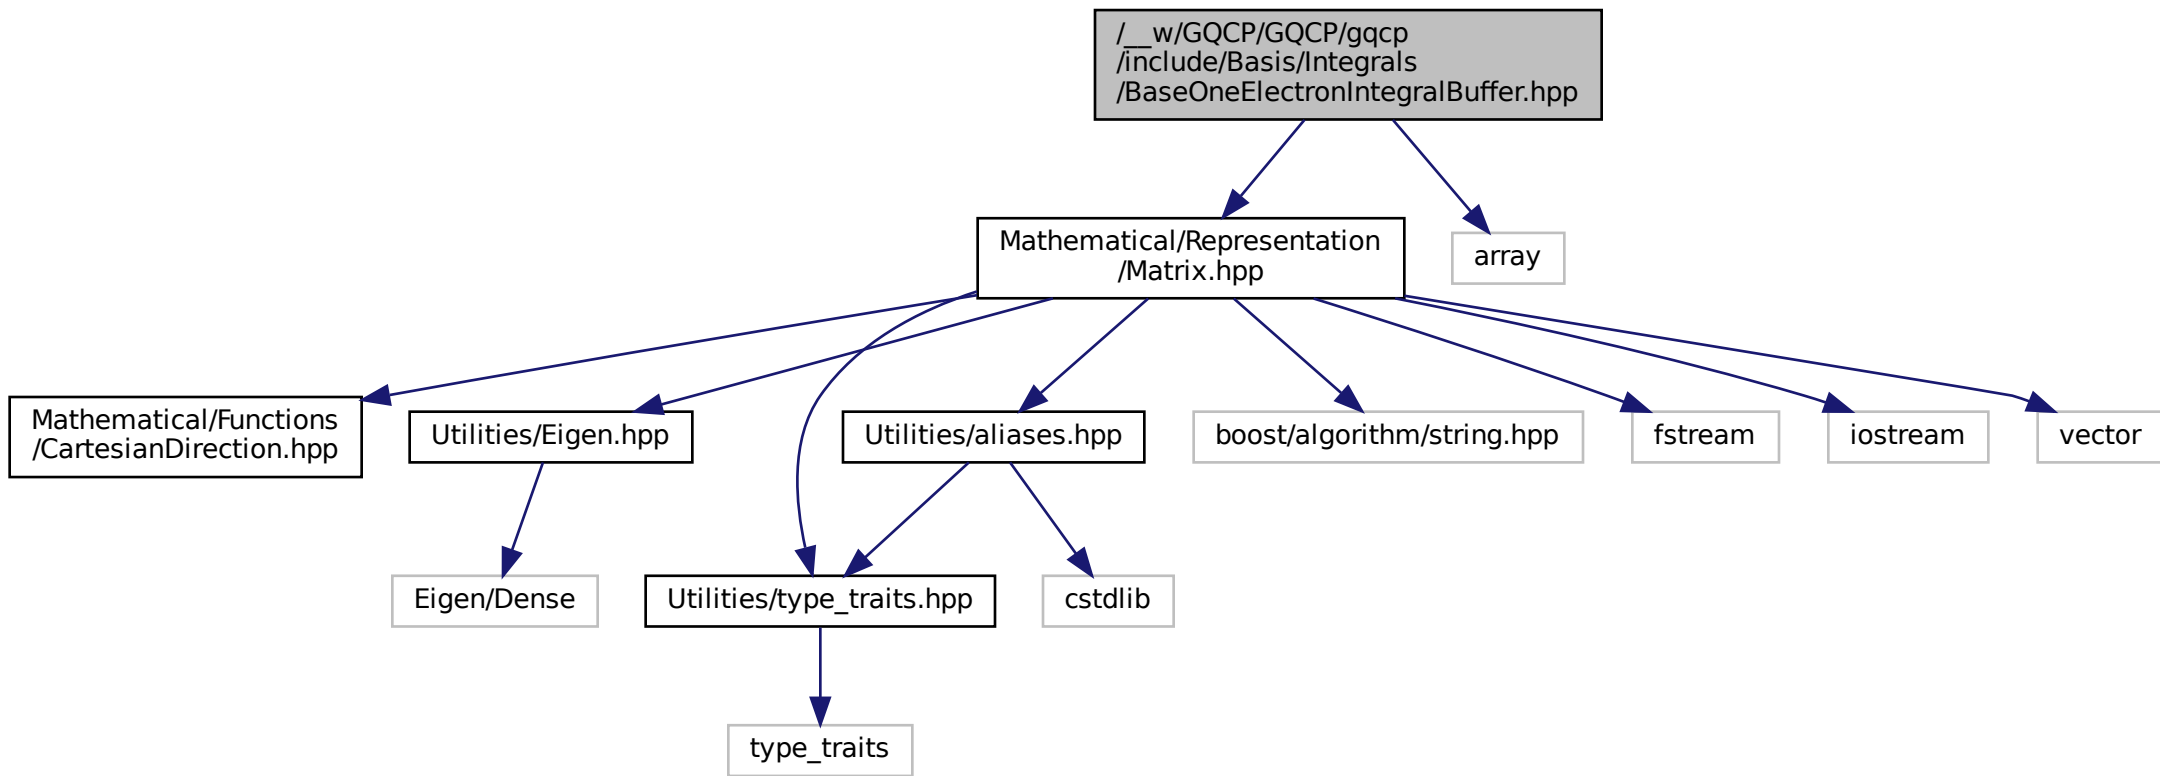 /__w/GQCP/GQCP/gqcp
/include/Basis/Integrals
/BaseOneElectronIntegralBuffer.hpp
Mathematical/Representation
/Matrix.hpp
array
Mathematical/Functions
/CartesianDirection.hpp
Utilities/Eigen.hpp
Utilities/aliases.hpp
boost/algorithm/string.hpp
fstream
iostream
vector
Eigen/Dense
Utilities/type_traits.hpp
cstdlib
type_traits